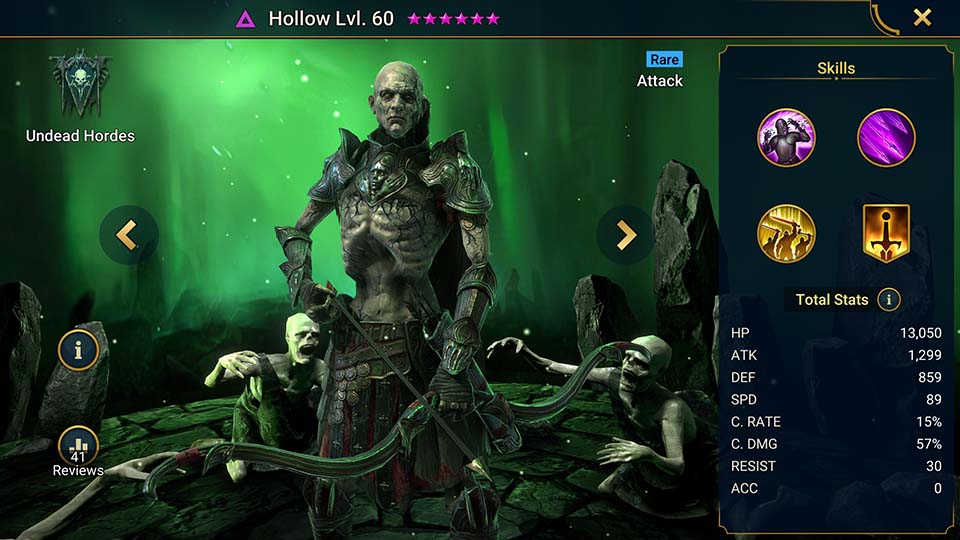 Hollow Lvl. 60
Undead Hordes
Rare
Attack
41
Reviews
Skills
Total Stats
HP 13,050
ATK 1,299
DEF 859
SPD 89
C. RATE 15%
C. DMG 57%
RESIST 30
ACC 0